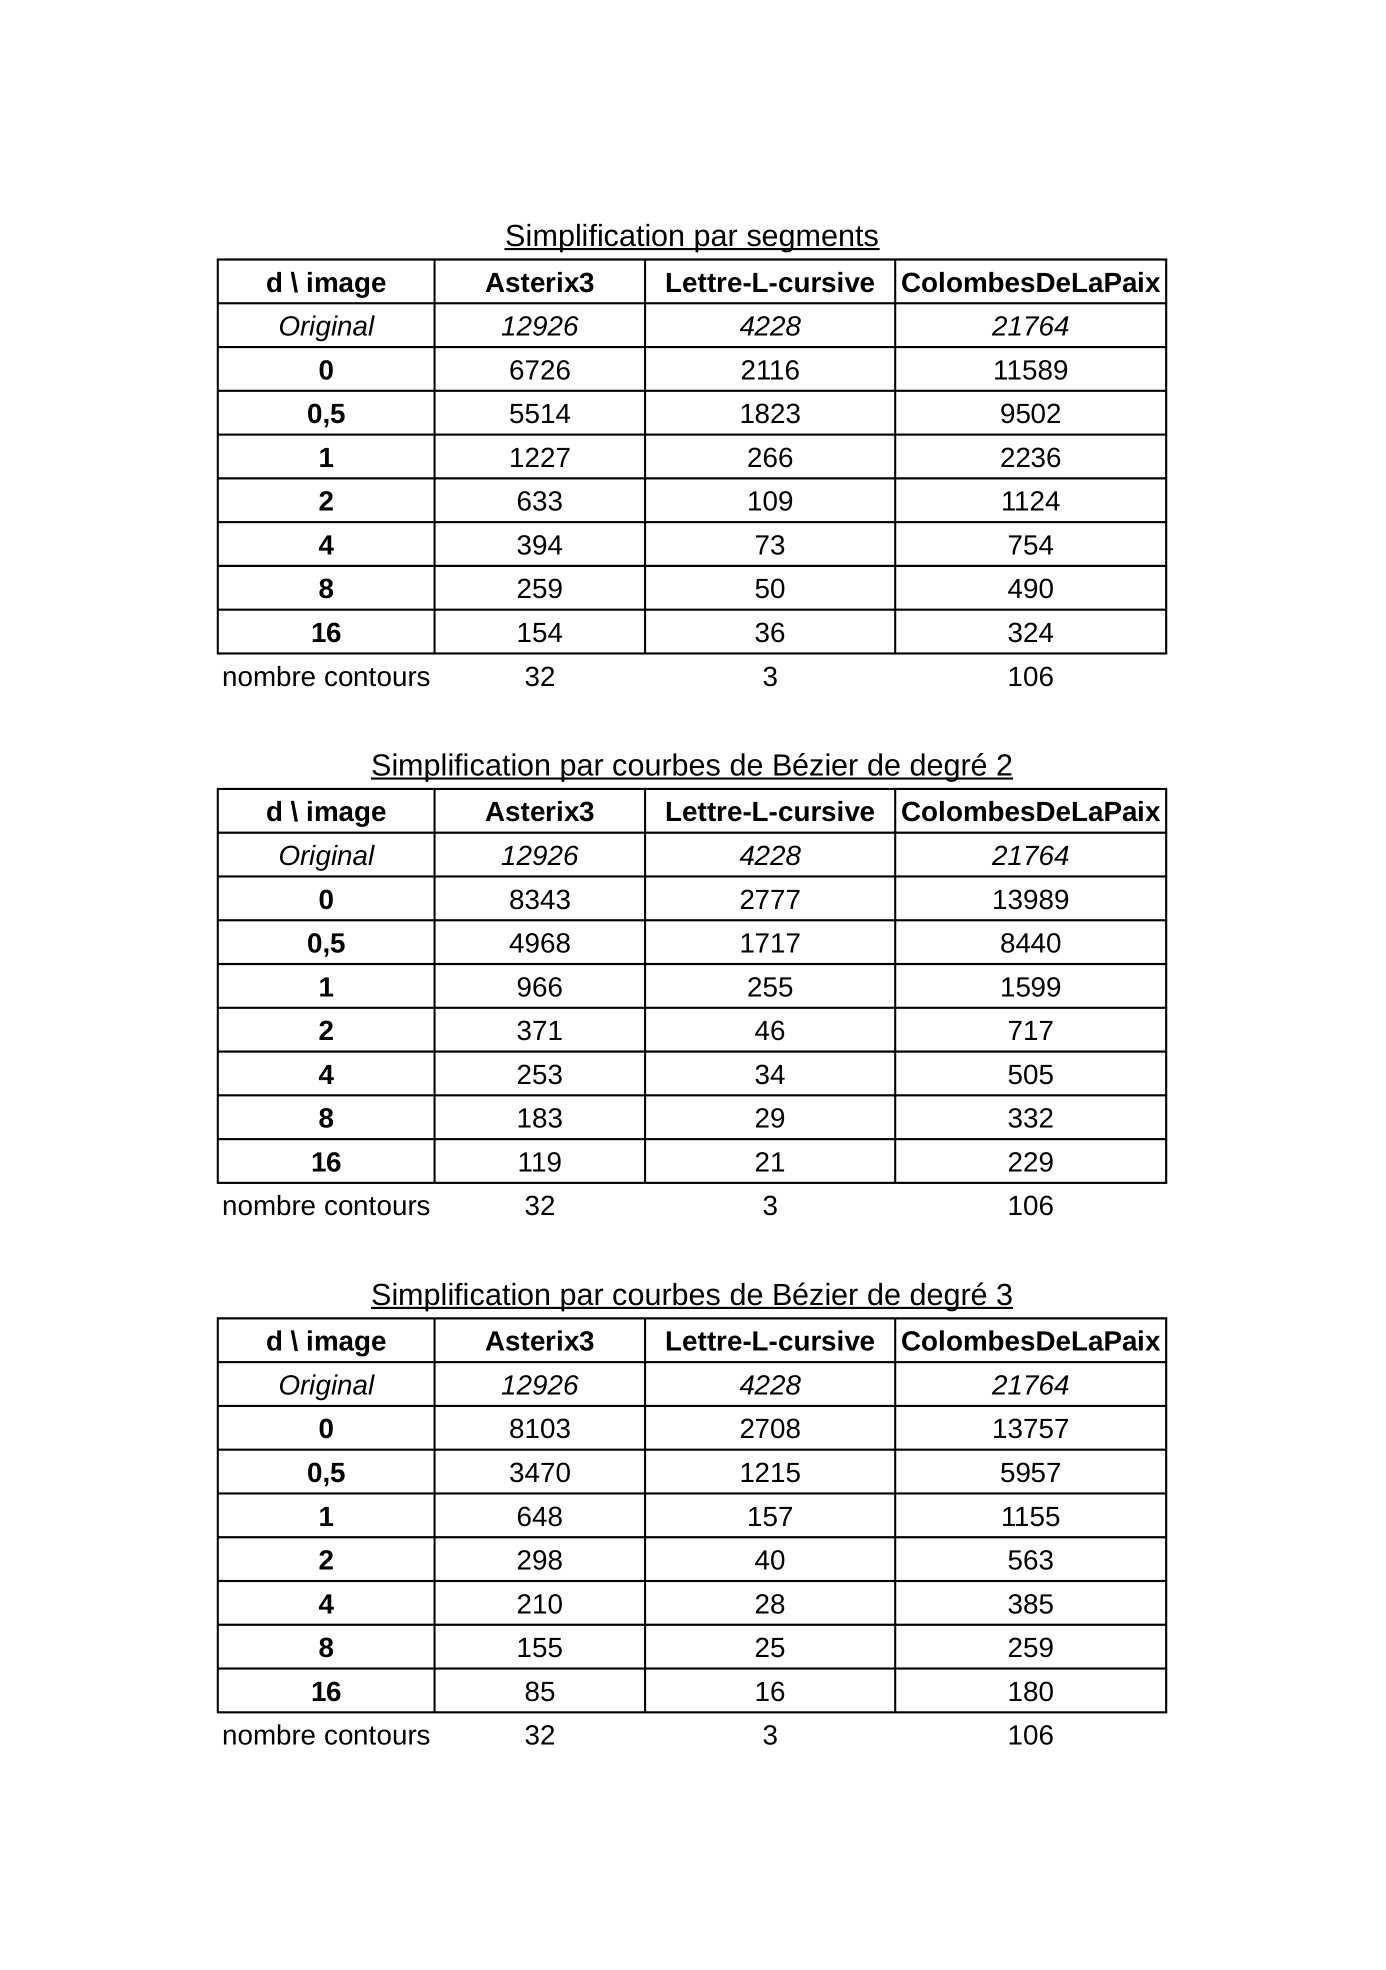 Simplification par segments
d \ image Asterix3 Lettre-L-cursive ColombesDeLaPaix
Original 12926 4228 21764
0 6726 2116 11589
0,5 5514 1823 9502
1 1227 266 2236
2 633 109 1124
4 394 73 754
8 259 50 490
16 154 36 324
nombre contours 32 3 106
Simplification par courbes de Bézier de degré 2
d \ image Asterix3 Lettre-L-cursive ColombesDeLaPaix
Original 12926 4228 21764
0 8343 2777 13989
0,5 4968 1717 8440
1 966 255 1599
2 371 46 717
4 253 34 505
8 183 29 332
16 119 21 229
nombre contours 32 3 106
Simplification par courbes de Bézier de degré 3
d \ image Asterix3 Lettre-L-cursive ColombesDeLaPaix
Original 12926 4228 21764
0 8103 2708 13757
0,5 3470 1215 5957
1 648 157 1155
2 298 40 563
4 210 28 385
8 155 25 259
16 85 16 180
nombre contours 32 3 106